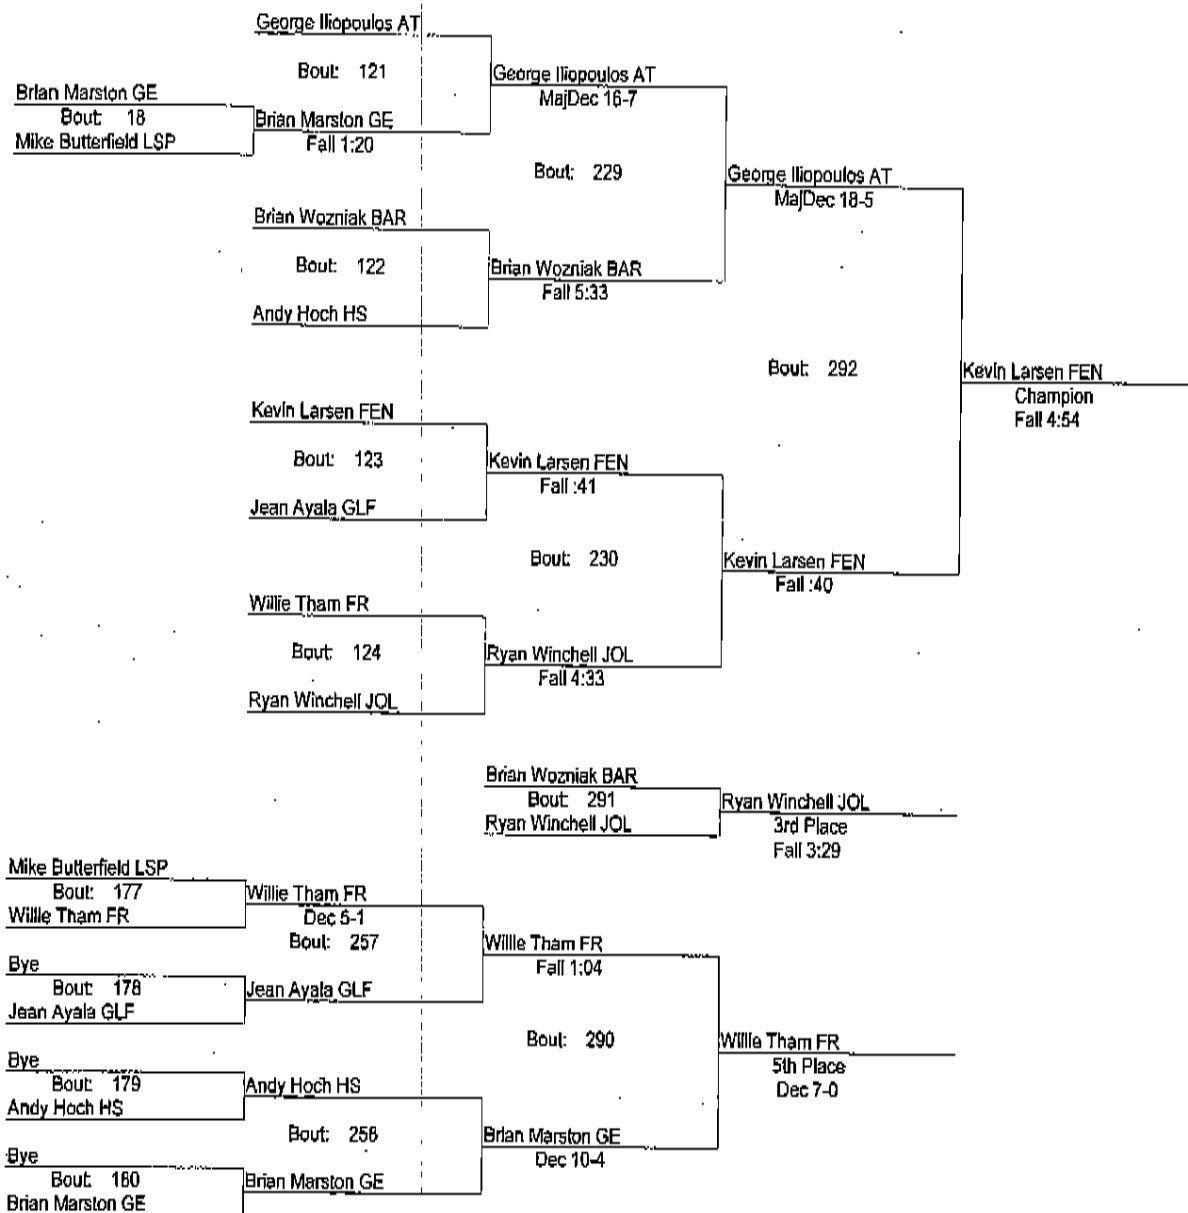 George Iliopoulos AT
Bout: 121
George Iliopoulos AT
MajDec 16-7
Brian Marston GE
Bout: 18
Brian Marston GE
Mike Butterfield LSP
Fall 1:20
Bout: 229
George Iliopoulos AT
MajDec 18-5
Brian Wozniak BAR
Bout: 122
Brian Wozniak BAR
Fall 5:33
Andy Hoch HS
Bout: 292
Kevin Larsen FEN
Champion
Fall 4:54
Kevin Larsen FEN
Bout: 123
Kevin Larsen FEN
Fall :41
Jean Ayala GLF
Bout: 230
Kevin Larsen FEN
Fall :40
Willie Tham FR
Bout: 124
Ryan Winchell JOL
Fall 4:33
Ryan Winchell JOL
Brian Wozniak BAR
Bout: 291
Ryan Winchell JOL
Ryan Winchell JOL
3rd Place
Fall 3:29
Mike Butterfield LSP
Bout: 177
Willie Tham FR
Willie Tham FR
Dec 5-1
Bout: 257
Willie Tham FR
Fall 1:04
Bye
Bout: 178
Jean Ayala GLF
Jean Ayala GLF
Bout: 290
Willie Tham FR
5th Place
Dec 7-0
Bye
Bout: 179
Andy Hoch HS
Andy Hoch HS
Bout: 258
Brian Marston GE
Dec 10-4
Bye
Bout: 180
Brian Marston GE
Brian Marston GE